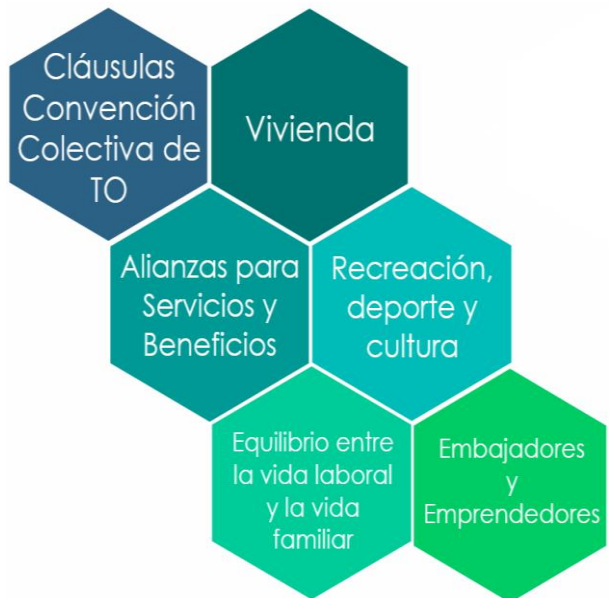 Cláusulas
Convención
Colectiva de
TO
Vivienda
Alianzas para
Servicios y
Beneficios
Recreación,
deporte y
cultura
Equilibrio entre
la vida laboral
y la vida
familiar
Embajadores
y
Emprendedores